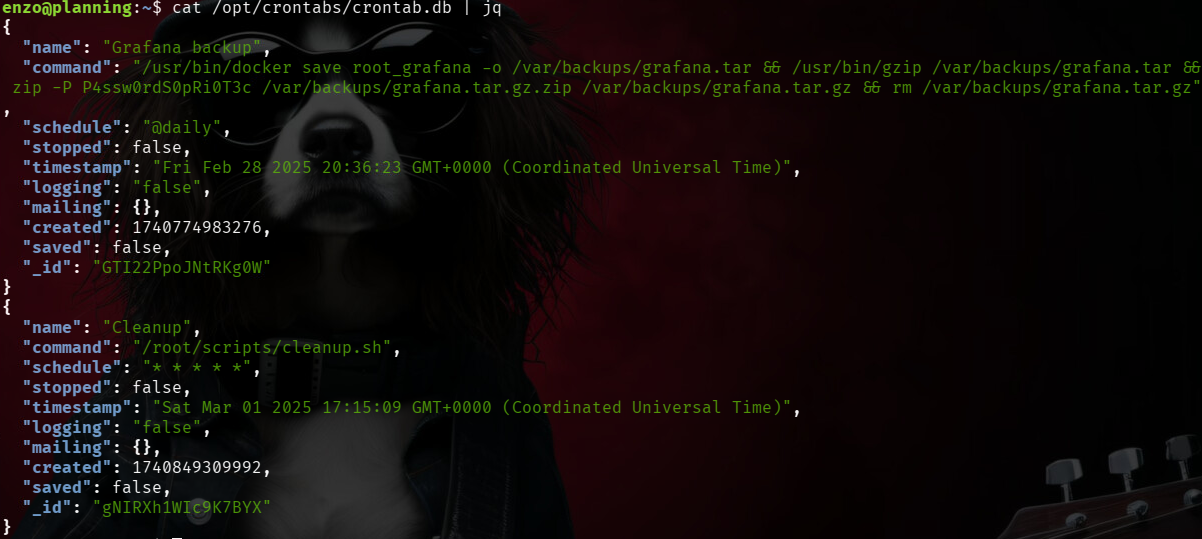 enzo@planning:~$ cat /opt/crontabs/crontab.db | jq
{
  "name": "Grafana backup",
  "command": "/usr/bin/docker save root_grafana -o /var/backups/grafana.tar && /usr/bin/gzip /var/backups/grafana.tar &&
 zip -P P4ssw0rdS0pRi0T3c /var/backups/grafana.tar.gz.zip /var/backups/grafana.tar.gz && rm /var/backups/grafana.tar.gz"
,
  "schedule": "@daily",
  "stopped": false,
  "timestamp": "Fri Feb 28 2025 20:36:23 GMT+0000 (Coordinated Universal Time)",
  "logging": "false",
  "mailing": {},
  "created": 1740774983276,
  "saved": false,
  "_id": "GTI22PpoJNtRKg0W"
}
{
  "name": "Cleanup",
  "command": "/root/scripts/cleanup.sh",
  "schedule": "* * * * *",
  "stopped": false,
  "timestamp": "Sat Mar 01 2025 17:15:09 GMT+0000 (Coordinated Universal Time)",
  "logging": "false",
  "mailing": {},
  "created": 1740849309992,
  "saved": false,
  "_id": "gNIRXh1WIc9K7BYX"
}